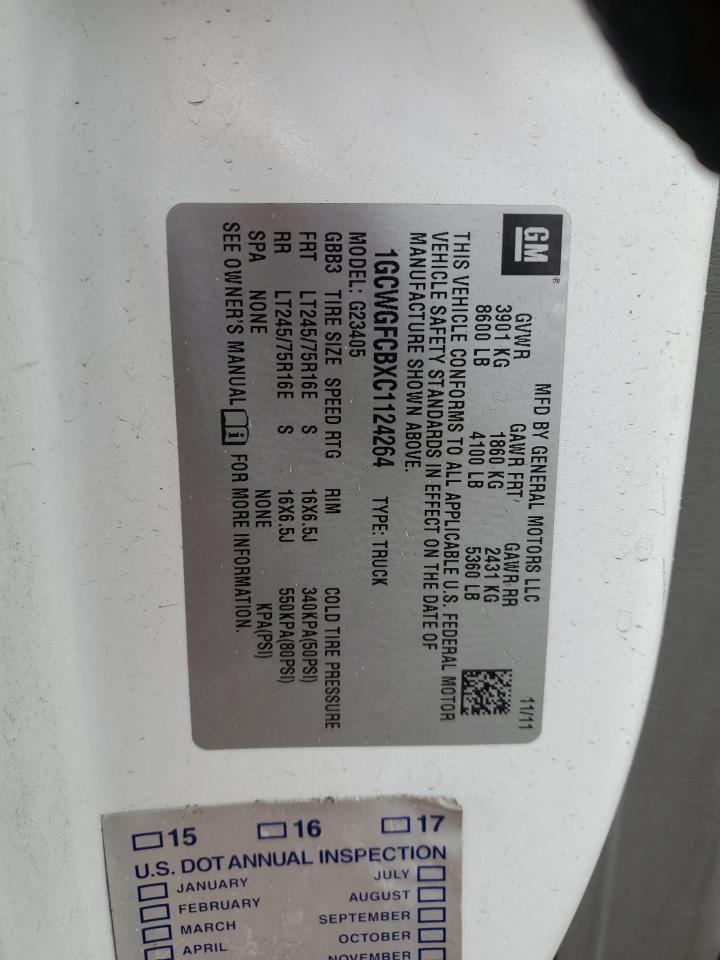 GM®
MFD BY GENERAL MOTORS LLC 11/11
GVWR GAWR FRT GAWR RR
3901 KG 1860 KG 2431 KG
8600 LB 4100 LB 5360 LB
THIS VEHICLE CONFORMS TO ALL APPLICABLE U.S. FEDERAL MOTOR
VEHICLE SAFETY STANDARDS IN EFFECT ON THE DATE OF
MANUFACTURE SHOWN ABOVE.
1GCWGFCBXC1124264 TYPE: TRUCK
MODEL: G23405
GBB3 TIRE SIZE SPEED RTG RIM COLD TIRE PRESSURE
FRT LT245/75R16E S 16X6.5J 340KPA(50PSI)
RR LT245/75R16E S 16X6.5J 550KPA(80PSI)
SPA NONE NONE KPA(PSI)
SEE OWNER'S MANUAL FOR MORE INFORMATION.
15 16 17
U.S. DOT ANNUAL INSPECTION
JANUARY JULY
FEBRUARY AUGUST
MARCH SEPTEMBER
APRIL OCTOBER
NOVEMBER